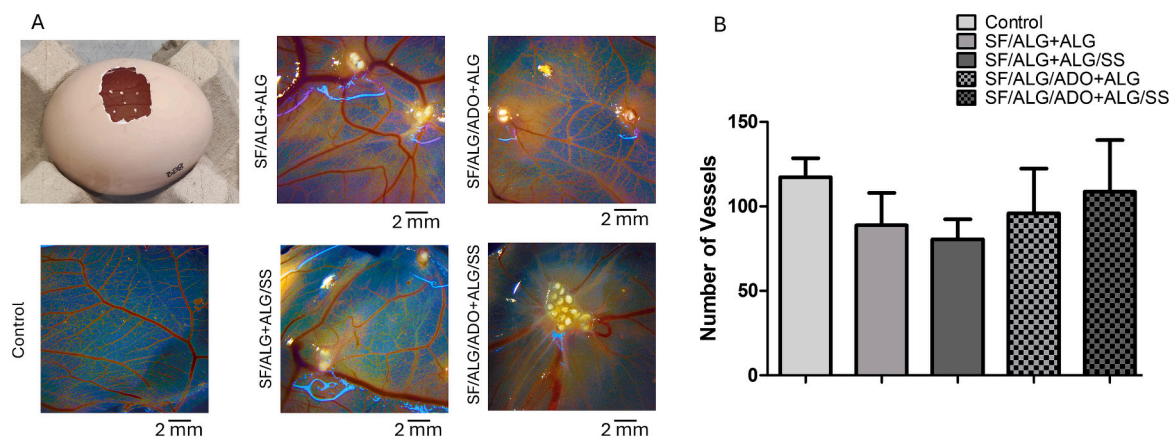 A
SF/ALG+ALG
2 mm
SF/ALG/ADO+ALG
2 mm
Control
2 mm
SF/ALG+ALG/SS
2 mm
SF/ALG/ADO+ALG/SS
2 mm
B
Control
SF/ALG+ALG
SF/ALG+ALG/SS
SF/ALG/ADO+ALG
SF/ALG/ADO+ALG/SS
Number of Vessels
150
100
50
0